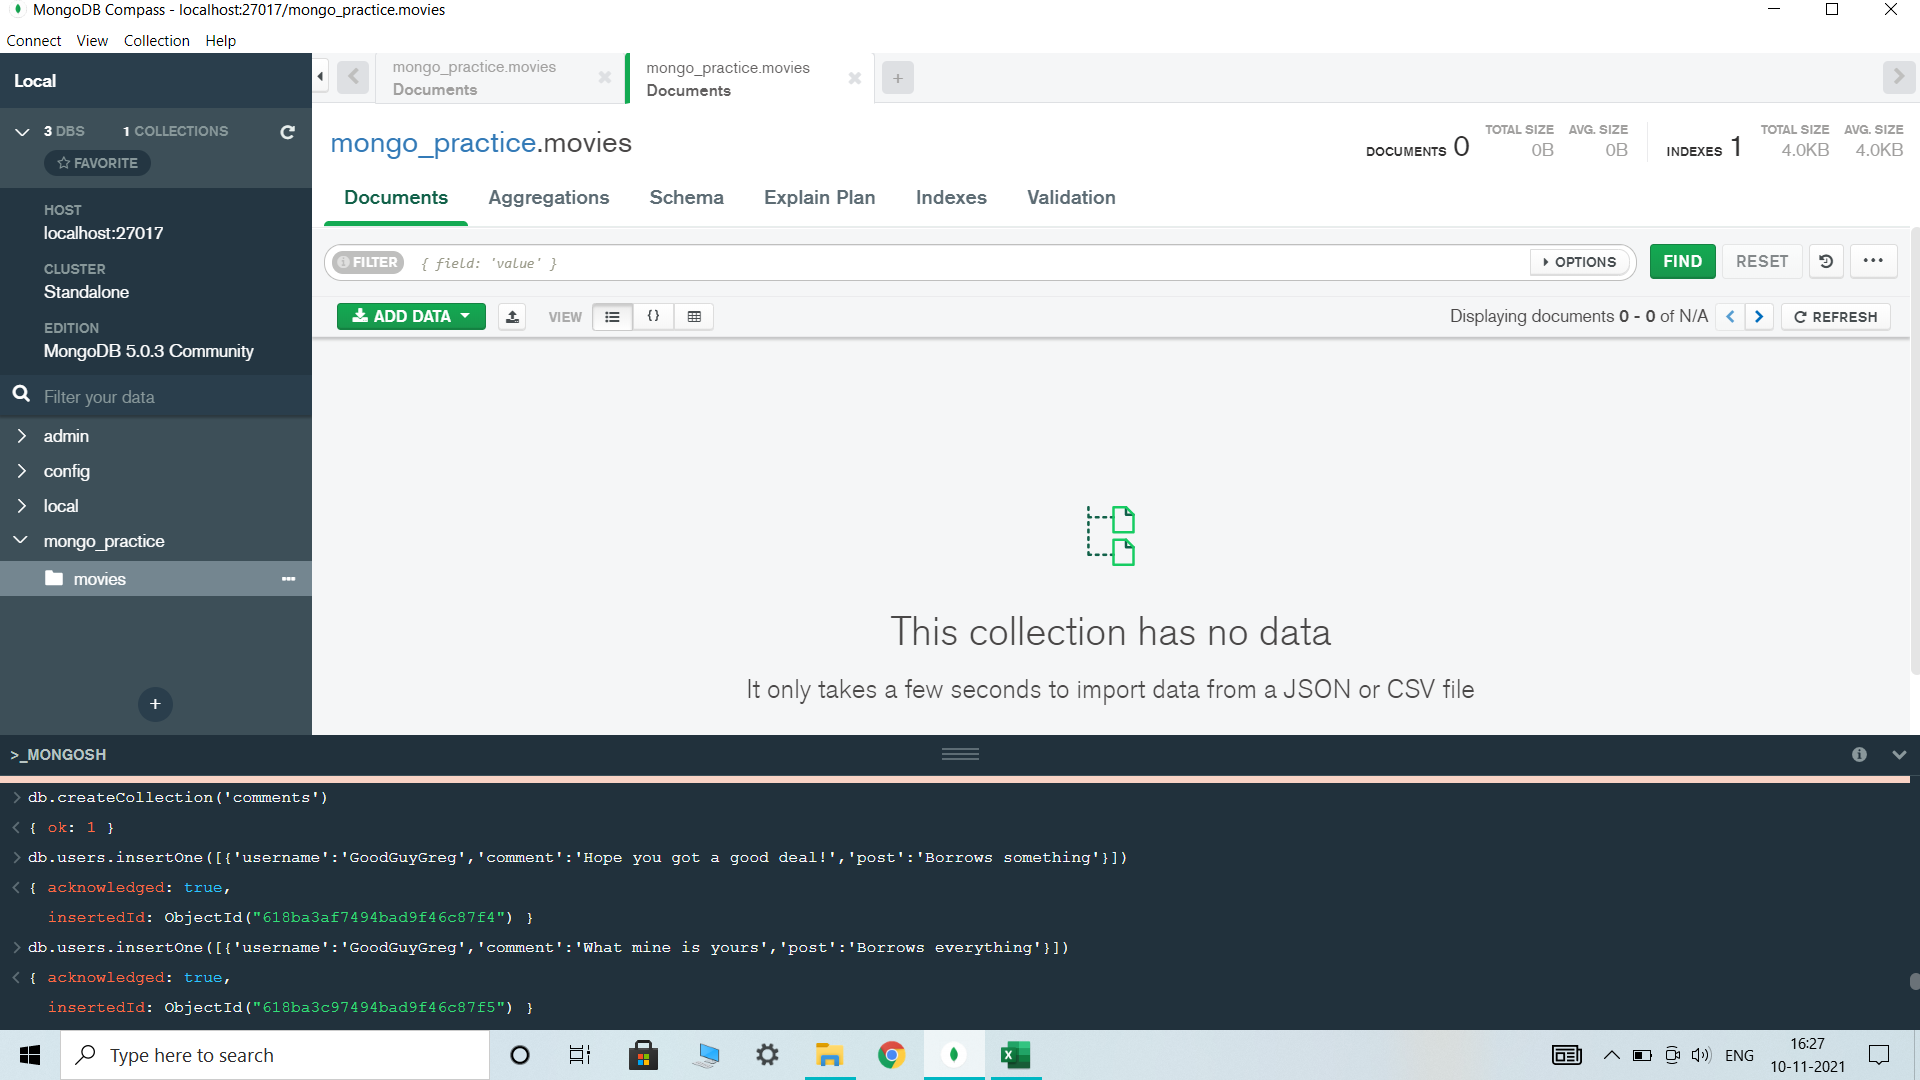 MongoDB Compass - localhost:27017/mongo_practice.movies
Connect View Collection Help
Local
3 DBS 1 COLLECTIONS
FAVORITE
HOST
localhost:27017
CLUSTER
Standalone
EDITION
MongoDB 5.0.3 Community
Filter your data
admin
config
local
mongo_practice
movies
mongo_practice.movies
Documents
mongo_practice.movies
Documents
mongo_practice.movies
DOCUMENTS 0 TOTAL SIZE 0B AVG. SIZE 0B INDEXES 1 TOTAL SIZE 4.0KB AVG. SIZE 4.0KB
Documents Aggregations Schema Explain Plan Indexes Validation
FILTER { field: 'value' } OPTIONS FIND RESET
ADD DATA VIEW {} Displaying documents 0 - 0 of N/A REFRESH
This collection has no data
It only takes a few seconds to import data from a JSON or CSV file
>_MONGOSH
> db.createCollection('comments')
< { ok: 1 }
> db.users.insertOne([{'username':'GoodGuyGreg','comment':'Hope you got a good deal!','post':'Borrows something'}])
< { acknowledged: true,
insertedId: ObjectId("618ba3af7494bad9f46c87f4") }
> db.users.insertOne([{'username':'GoodGuyGreg','comment':'What mine is yours','post':'Borrows everything'}])
< { acknowledged: true,
insertedId: ObjectId("618ba3c97494bad9f46c87f5") }
Type here to search
ENG
16:27
10-11-2021